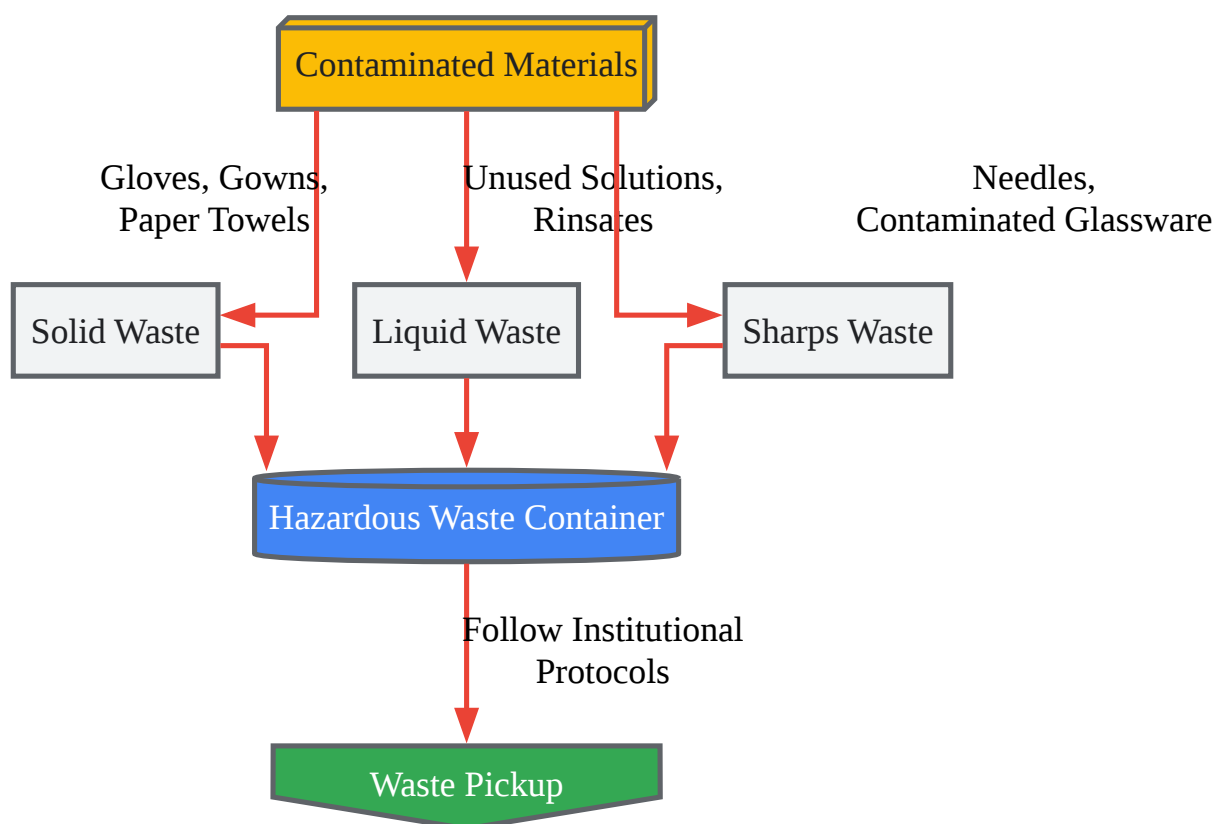 Contaminated Materials
Gloves, Gowns,
Paper Towels
Unused Solutions,
Rinsates
Needles,
Contaminated Glassware
Solid Waste
Liquid Waste
Sharps Waste
Hazardous Waste Container
Follow Institutional
Protocols
Waste Pickup